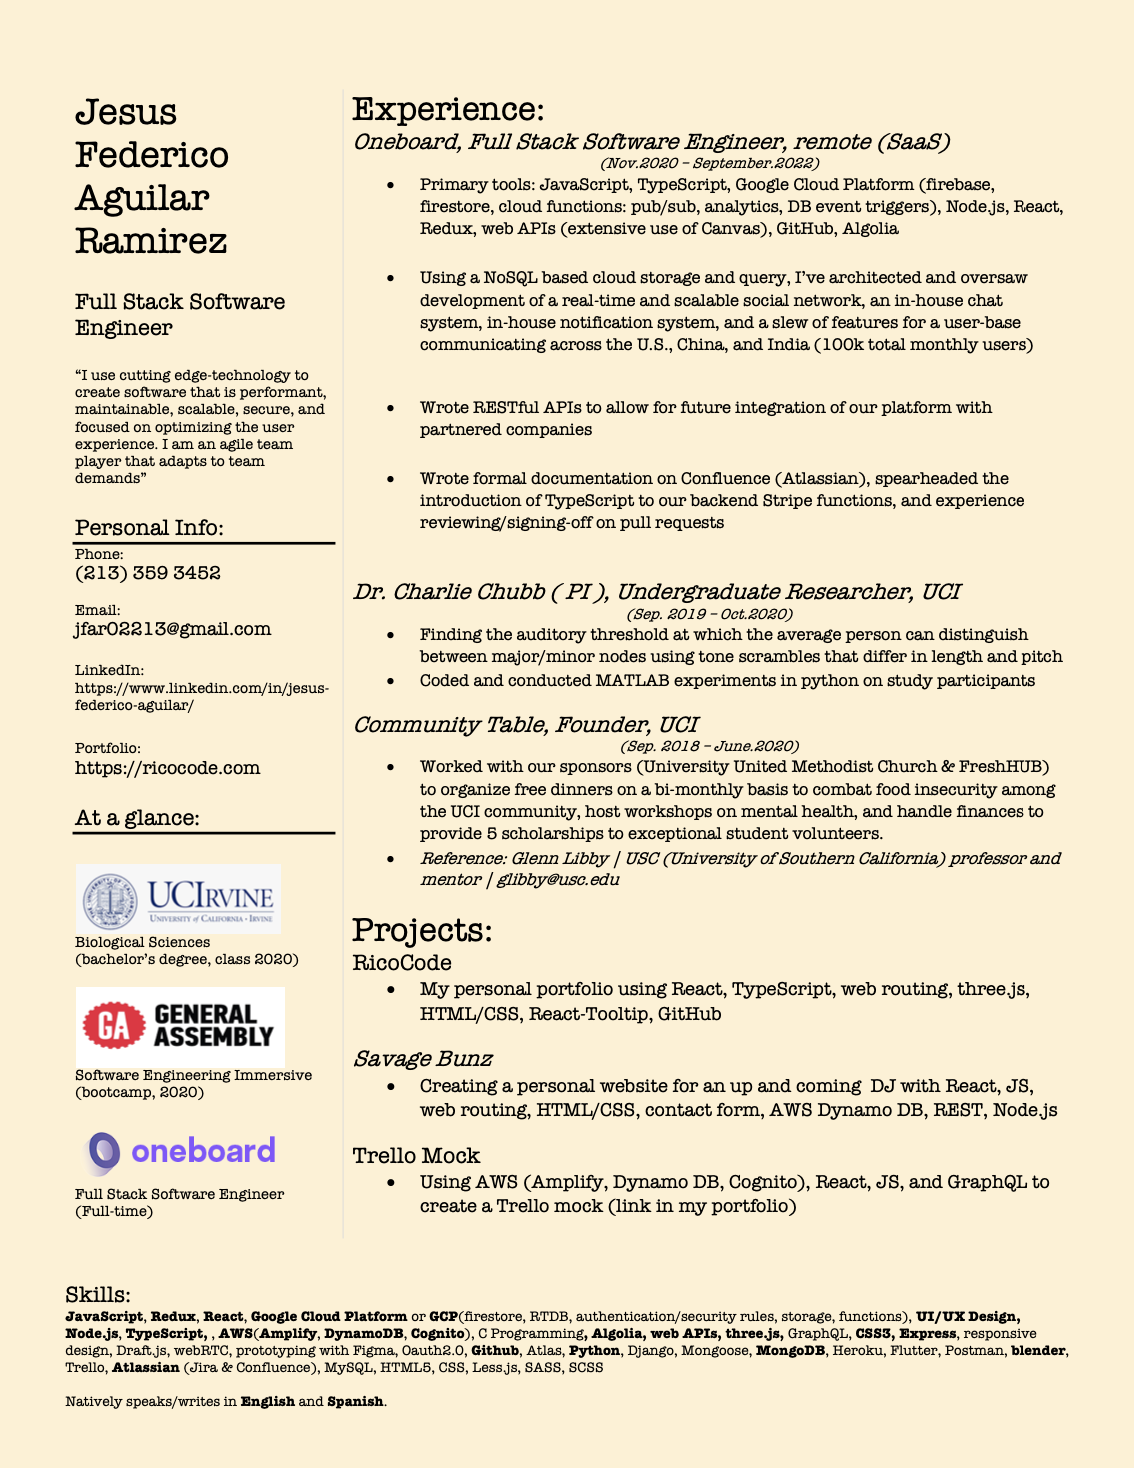 Jesus
Federico
Aguilar
Ramirez
Full Stack Software
Engineer
“I use cutting edge-technology to
create software that is performant,
maintainable, scalable, secure, and
focused on optimizing the user
experience. I am an agile team
player that adapts to team
demands”
Personal Info:
Phone:
(213) 359 3452
Email:
jfar02213@gmail.com
LinkedIn:
https://www.linkedin.com/in/jesus-
federico-aguilar/
Portfolio:
https://ricocode.com
At a glance:
UCIRVINE
UNIVERSITY of CALIFORNIA · IRVINE
Biological Sciences
(bachelor’s degree, class 2020)
GA GENERAL
ASSEMBLY
Software Engineering Immersive
(bootcamp, 2020)
oneboard
Full Stack Software Engineer
(Full-time)
Experience:
Oneboard, Full Stack Software Engineer, remote (SaaS)
(Nov.2020 – September.2022)
• Primary tools: JavaScript, TypeScript, Google Cloud Platform (firebase,
firestore, cloud functions: pub/sub, analytics, DB event triggers), Node.js, React,
Redux, web APIs (extensive use of Canvas), GitHub, Algolia
• Using a NoSQL based cloud storage and query, I’ve architected and oversaw
development of a real-time and scalable social network, an in-house chat
system, in-house notification system, and a slew of features for a user-base
communicating across the U.S., China, and India (100k total monthly users)
• Wrote RESTful APIs to allow for future integration of our platform with
partnered companies
• Wrote formal documentation on Confluence (Atlassian), spearheaded the
introduction of TypeScript to our backend Stripe functions, and experience
reviewing/signing-off on pull requests
Dr. Charlie Chubb ( PI ), Undergraduate Researcher, UCI
(Sep. 2019 – Oct.2020)
• Finding the auditory threshold at which the average person can distinguish
between major/minor nodes using tone scrambles that differ in length and pitch
• Coded and conducted MATLAB experiments in python on study participants
Community Table, Founder, UCI
(Sep. 2018 – June.2020)
• Worked with our sponsors (University United Methodist Church & FreshHUB)
to organize free dinners on a bi-monthly basis to combat food insecurity among
the UCI community, host workshops on mental health, and handle finances to
provide 5 scholarships to exceptional student volunteers.
• Reference: Glenn Libby | USC (University of Southern California) professor and
mentor | glibby@usc.edu
Projects:
RicoCode
• My personal portfolio using React, TypeScript, web routing, three.js,
HTML/CSS, React-Tooltip, GitHub
Savage Bunz
• Creating a personal website for an up and coming  DJ with React, JS,
web routing, HTML/CSS, contact form, AWS Dynamo DB, REST, Node.js
Trello Mock
• Using AWS (Amplify, Dynamo DB, Cognito), React, JS, and GraphQL to
create a Trello mock (link in my portfolio)
Skills:
JavaScript, Redux, React, Google Cloud Platform or GCP(firestore, RTDB, authentication/security rules, storage, functions), UI/UX Design,
Node.js, TypeScript, , AWS(Amplify, DynamoDB, Cognito), C Programming, Algolia, web APIs, three.js, GraphQL, CSS3, Express, responsive
design, Draft.js, webRTC, prototyping with Figma, Oauth2.0, Github, Atlas, Python, Django, Mongoose, MongoDB, Heroku, Flutter, Postman, blender,
Trello, Atlassian (Jira & Confluence), MySQL, HTML5, CSS, Less.js, SASS, SCSS
Natively speaks/writes in English and Spanish.